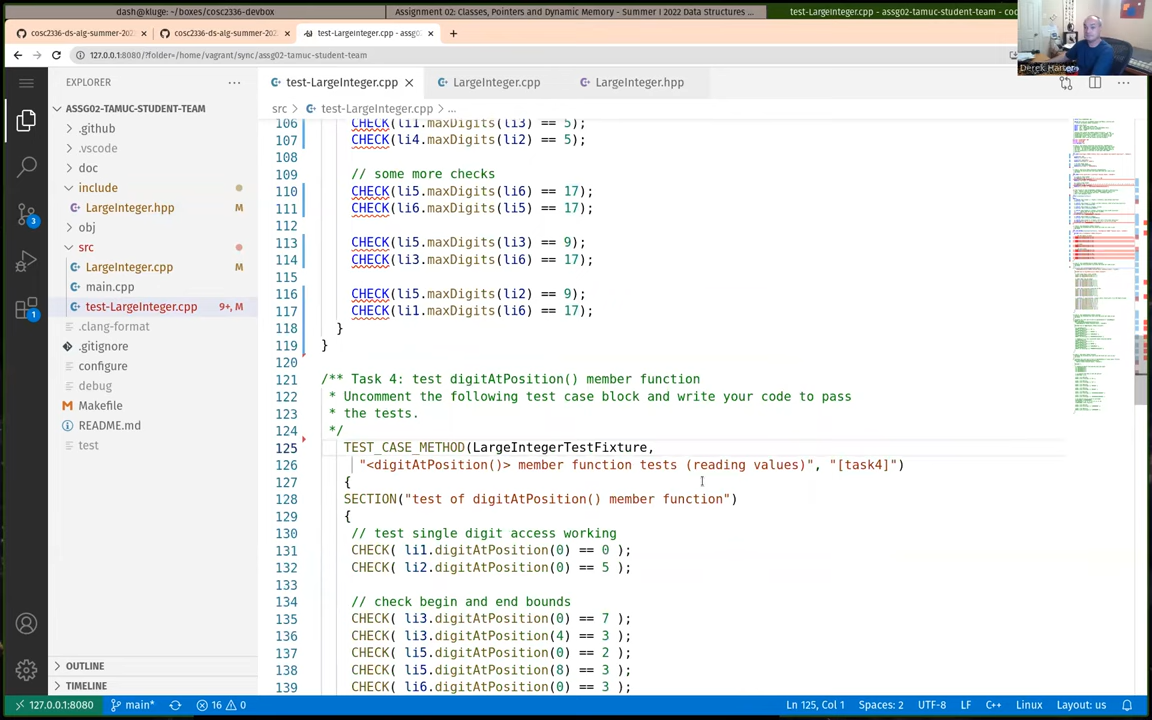 dash@kluge: ~/boxes/cosc2336-devbox
Assignment 02: Classes, Pointers and Dynamic Memory - Summer I 2022 Data Structures ...
test-LargeInteger.cpp - assg02-tamuc-student-team - cod
cosc2336-ds-alg-summer-202
cosc2336-ds-alg-summer-202
test-LargeInteger.cpp - assg0
127.0.0.1:8080/?folder=/home/vagrant/sync/assg02-tamuc-student-team
Derek Harter
EXPLORER
test-LargeInteger.cpp
LargeInteger.cpp
LargeInteger.hpp
ASSG02-TAMUC-STUDENT-TEAM
src > test-LargeInteger.cpp > ...
.github
.vscode
doc
include
LargeInteger.hpp M
obj
src
LargeInteger.cpp M
main.cpp
test-LargeInteger.cpp 9+, M
.clang-format
.gitignore
configure
debug
Makefile
README.md
test
OUTLINE
TIMELINE
3
1
106 CHECK(li1.maxDigits(li3) == 5);
107 CHECK(li4.maxDigits(li2) == 5);
108
109 // some more checks
110 CHECK(li5.maxDigits(li6) == 17);
111 CHECK(li6.maxDigits(li5) == 17);
112
113 CHECK(li5.maxDigits(li3) == 9);
114 CHECK(li3.maxDigits(li6) == 17);
115
116 CHECK(li5.maxDigits(li2) == 9);
117 CHECK(li1.maxDigits(li6) == 17);
118 }
119 }
120
121 /** Task 4: test digitAtPosition() member function
122 * Uncomment the following test case block and write your code to pass
123 * the tests.
124 */
125 TEST_CASE_METHOD(LargeIntegerTestFixture,
126 "<digitAtPosition()> member function tests (reading values)", "[task4]")
127 {
128 SECTION("test of digitAtPosition() member function")
129 {
130 // test single digit access working
131 CHECK( li1.digitAtPosition(0) == 0 );
132 CHECK( li2.digitAtPosition(0) == 5 );
133
134 // check begin and end bounds
135 CHECK( li3.digitAtPosition(0) == 7 );
136 CHECK( li3.digitAtPosition(4) == 3 );
137 CHECK( li5.digitAtPosition(0) == 2 );
138 CHECK( li5.digitAtPosition(8) == 3 );
139 CHECK( li6.digitAtPosition(0) == 3 );
127.0.0.1:8080 main* 16 0 Ln 125, Col 1 Spaces: 2 UTF-8 LF C++ Linux Layout: us